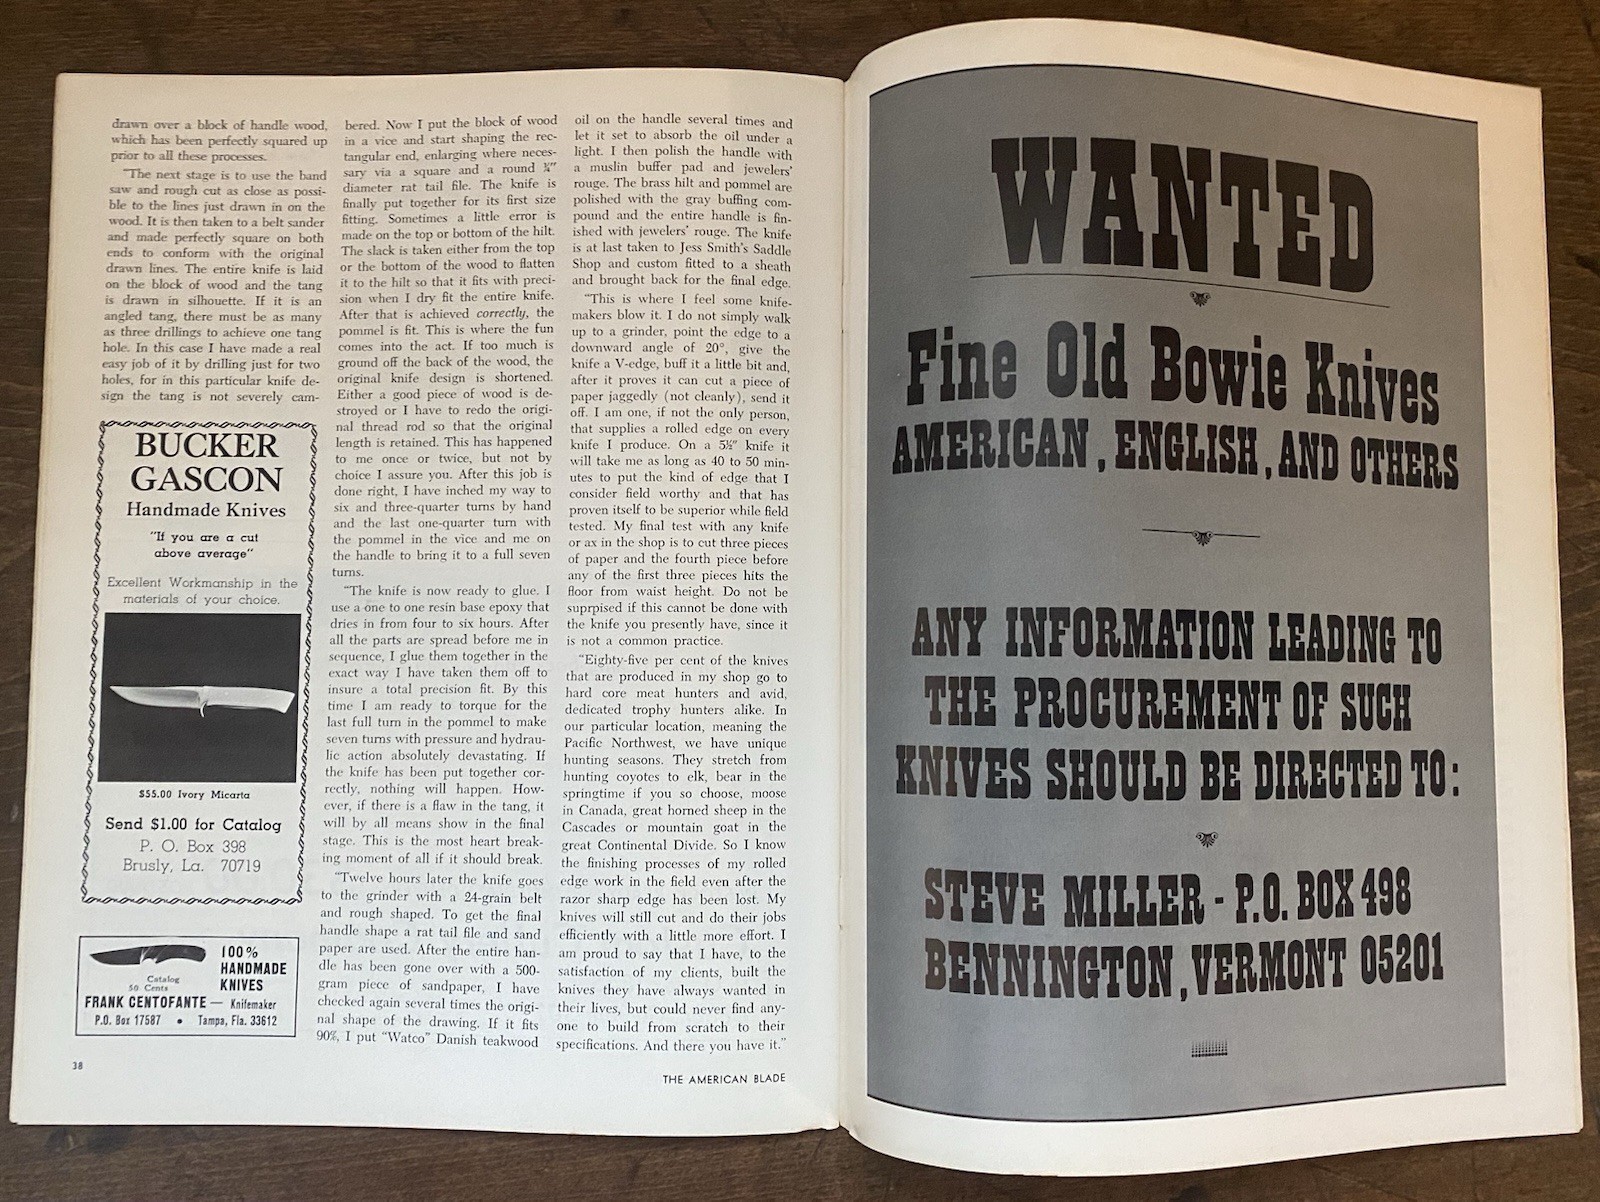 drawn over a block of handle wood,
which has been perfectly squared up
prior to all these processes.
"The next stage is to use the band
saw and rough cut as close as possi-
ble to the lines just drawn in on the
wood. It is then taken to a belt sander
and made perfectly square on both
ends to conform with the original
drawn lines. The entire knife is laid
on the block of wood and the tang
is drawn in silhouette. If it is an
angled tang, there must be as many
as three drillings to achieve one tang
hole. In this case I have made a real
easy job of it by drilling just for two
holes, for in this particular knife de-
sign the tang is not severely cam-
BUCKER
GASCON
Handmade Knives
"If you are a cut
above average"
Excellent Workmanship in the
materials of your choice.
$55.00 Ivory Micarta
Send $1.00 for Catalog
P. O. Box 398
Brusly, La. 70719
100%
HANDMADE
KNIVES
Catalog
50 Cents
FRANK CENTOFANTE — Knifemaker
P.O. Box 17587 • Tampa, Fla. 33612
38
bered. Now I put the block of wood
in a vice and start shaping the rec-
tangular end, enlarging where neces-
sary via a square and a round ¼"
diameter rat tail file. The knife is
finally put together for its first size
fitting. Sometimes a little error is
made on the top or bottom of the hilt.
The slack is taken either from the top
or the bottom of the wood to flatten
it to the hilt so that it fits with preci-
sion when I dry fit the entire knife.
After that is achieved correctly, the
pommel is fit. This is where the fun
comes into the act. If too much is
ground off the back of the wood, the
original knife design is shortened.
Either a good piece of wood is de-
stroyed or I have to redo the origi-
nal thread rod so that the original
length is retained. This has happened
to me once or twice, but not by
choice I assure you. After this job is
done right, I have inched my way to
six and three-quarter turns by hand
and the last one-quarter turn with
the pommel in the vice and me on
the handle to bring it to a full seven
turns.
"The knife is now ready to glue. I
use a one to one resin base epoxy that
dries in from four to six hours. After
all the parts are spread before me in
sequence, I glue them together in the
exact way I have taken them off to
insure a total precision fit. By this
time I am ready to torque for the
last full turn in the pommel to make
seven turns with pressure and hydrau-
lic action absolutely devastating. If
the knife has been put together cor-
rectly, nothing will happen. How-
ever, if there is a flaw in the tang, it
will by all means show in the final
stage. This is the most heart break-
ing moment of all if it should break.
"Twelve hours later the knife goes
to the grinder with a 24-grain belt
and rough shaped. To get the final
handle shape a rat tail file and sand
paper are used. After the entire han-
dle has been gone over with a 500-
gram piece of sandpaper, I have
checked again several times the origi-
nal shape of the drawing. If it fits
90%, I put "Watco" Danish teakwood
oil on the handle several times and
let it set to absorb the oil under a
light. I then polish the handle with
a muslin buffer pad and jewelers'
rouge. The brass hilt and pommel are
polished with the gray buffing com-
pound and the entire handle is fin-
ished with jewelers' rouge. The knife
is at last taken to Jess Smith's Saddle
Shop and custom fitted to a sheath
and brought back for the final edge.
"This is where I feel some knife-
makers blow it. I do not simply walk
up to a grinder, point the edge to a
downward angle of 20°, give the
knife a V-edge, buff it a little bit and,
after it proves it can cut a piece of
paper jaggedly (not cleanly), send it
off. I am one, if not the only person,
that supplies a rolled edge on every
knife I produce. On a 5½" knife it
will take me as long as 40 to 50 min-
utes to put the kind of edge that I
consider field worthy and that has
proven itself to be superior while field
tested. My final test with any knife
or ax in the shop is to cut three pieces
of paper and the fourth piece before
any of the first three pieces hits the
floor from waist height. Do not be
suprpised if this cannot be done with
the knife you presently have, since it
is not a common practice.
"Eighty-five per cent of the knives
that are produced in my shop go to
hard core meat hunters and avid,
dedicated trophy hunters alike. In
our particular location, meaning the
Pacific Northwest, we have unique
hunting seasons. They stretch from
hunting coyotes to elk, bear in the
springtime if you so choose, moose
in Canada, great horned sheep in the
Cascades or mountain goat in the
great Continental Divide. So I know
the finishing processes of my rolled
edge work in the field even after the
razor sharp edge has been lost. My
knives will still cut and do their jobs
efficiently with a little more effort. I
am proud to say that I have, to the
satisfaction of my clients, built the
knives they have always wanted in
their lives, but could never find any-
one to build from scratch to their
specifications. And there you have it."
THE AMERICAN BLADE
WANTED
Fine Old Bowie Knives
AMERICAN, ENGLISH, AND OTHERS
ANY INFORMATION LEADING TO
THE PROCUREMENT OF SUCH
KNIVES SHOULD BE DIRECTED TO:
STEVE MILLER - P.O. BOX 498
BENNINGTON, VERMONT 05201